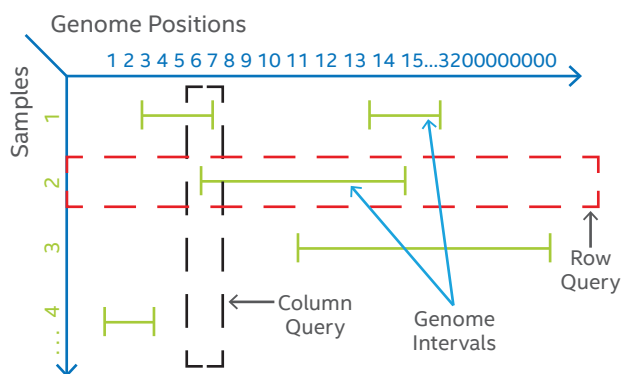 Genome Positions
1 2 3 4 5 6 7 8 9 10 11 12 13 14 15...3200000000
Samples
1
2
3
4
....
Column
Query
Genome
Intervals
Row
Query